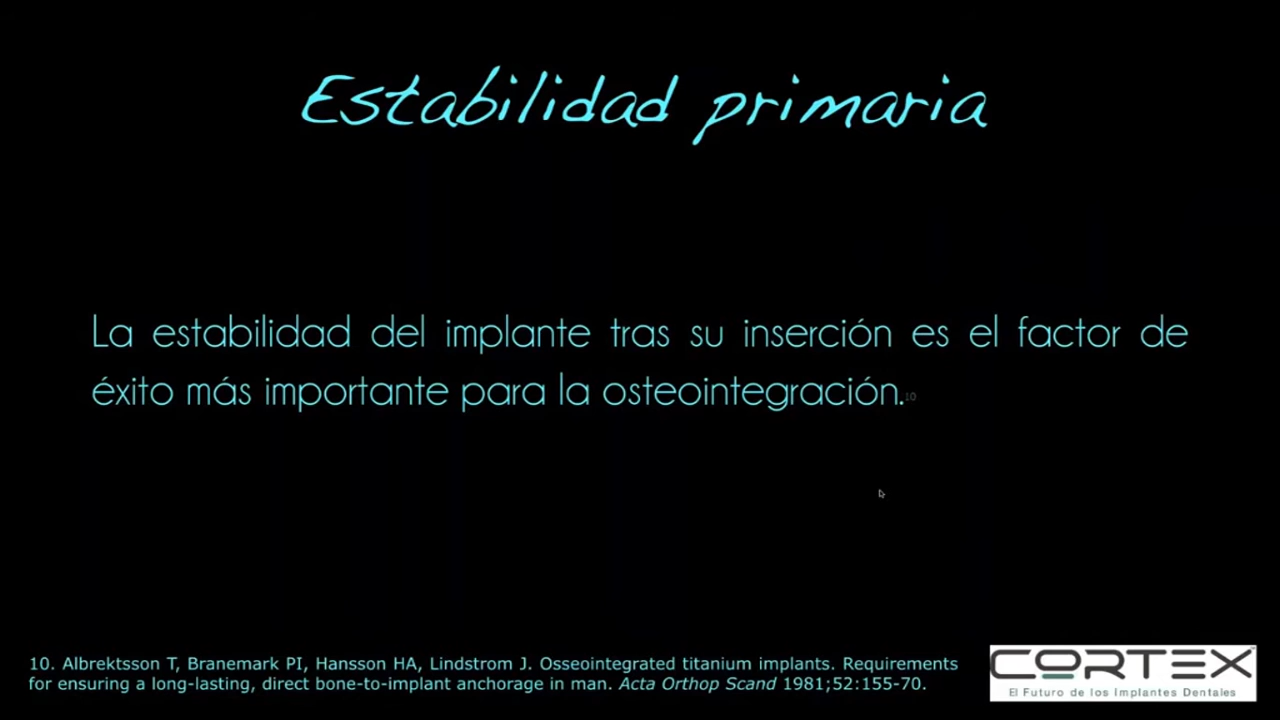 Estabilidad primaria
La estabilidad del implante tras su inserción es el factor de
éxito más importante para la osteointegración.10
10. Albrektsson T, Branemark PI, Hansson HA, Lindstrom J. Osseointegrated titanium implants. Requirements
for ensuring a long-lasting, direct bone-to-implant anchorage in man. Acta Orthop Scand 1981;52:155-70.
CORTEX
El Futuro de los Implantes Dentales